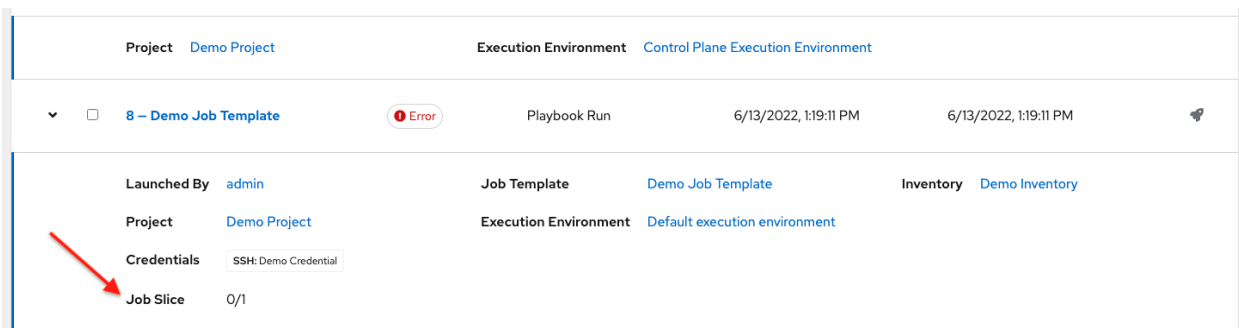 Project Demo Project Execution Environment Control Plane Execution Environment
8 – Demo Job Template Error Playbook Run 6/13/2022, 1:19:11 PM 6/13/2022, 1:19:11 PM
Launched By admin Job Template Demo Job Template Inventory Demo Inventory
Project Demo Project Execution Environment Default execution environment
Credentials SSH: Demo Credential
Job Slice 0/1